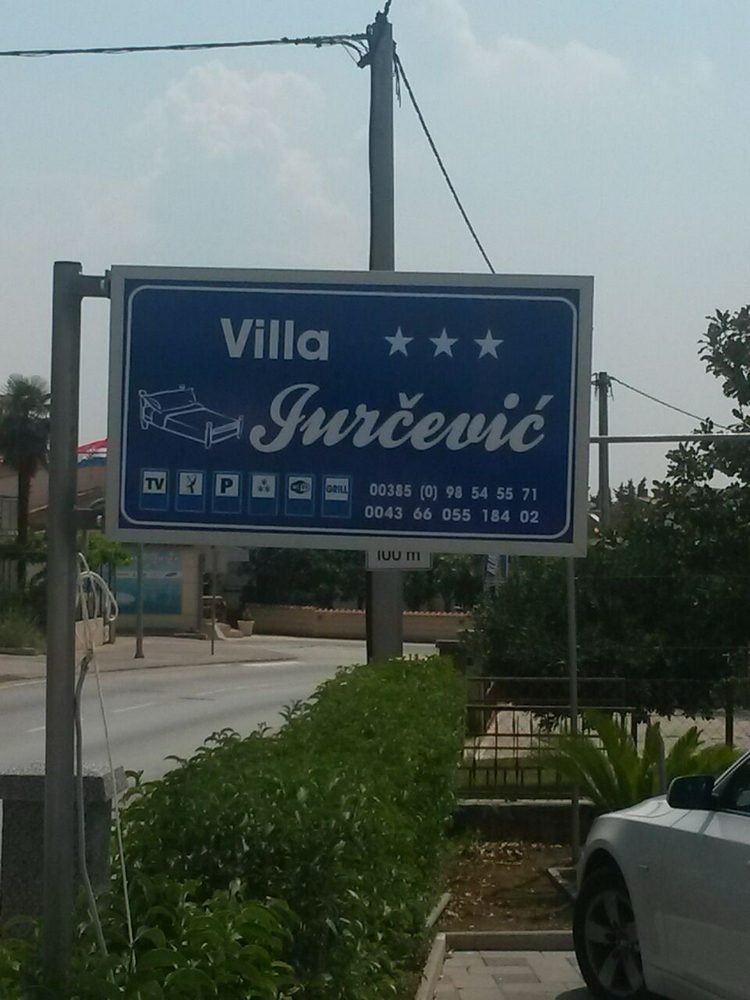 Villa
Jurčević
TV P GRILL
00385 (0) 98 54 55 71
0043 66 055 184 02
100 m